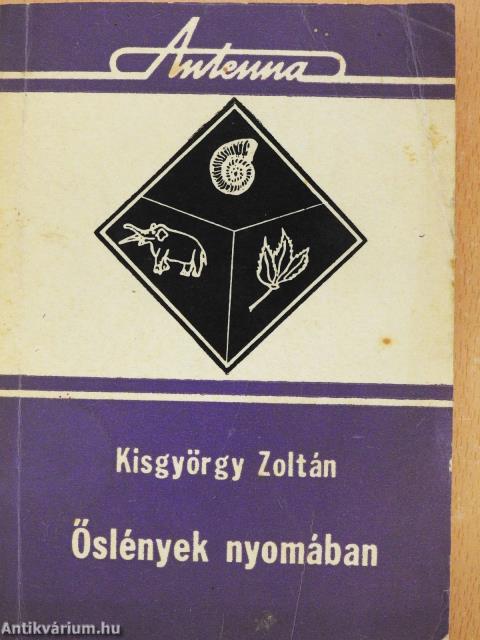 Antenna
Kisgyörgy Zoltán
Őslények nyomában
Antikvárium.hu